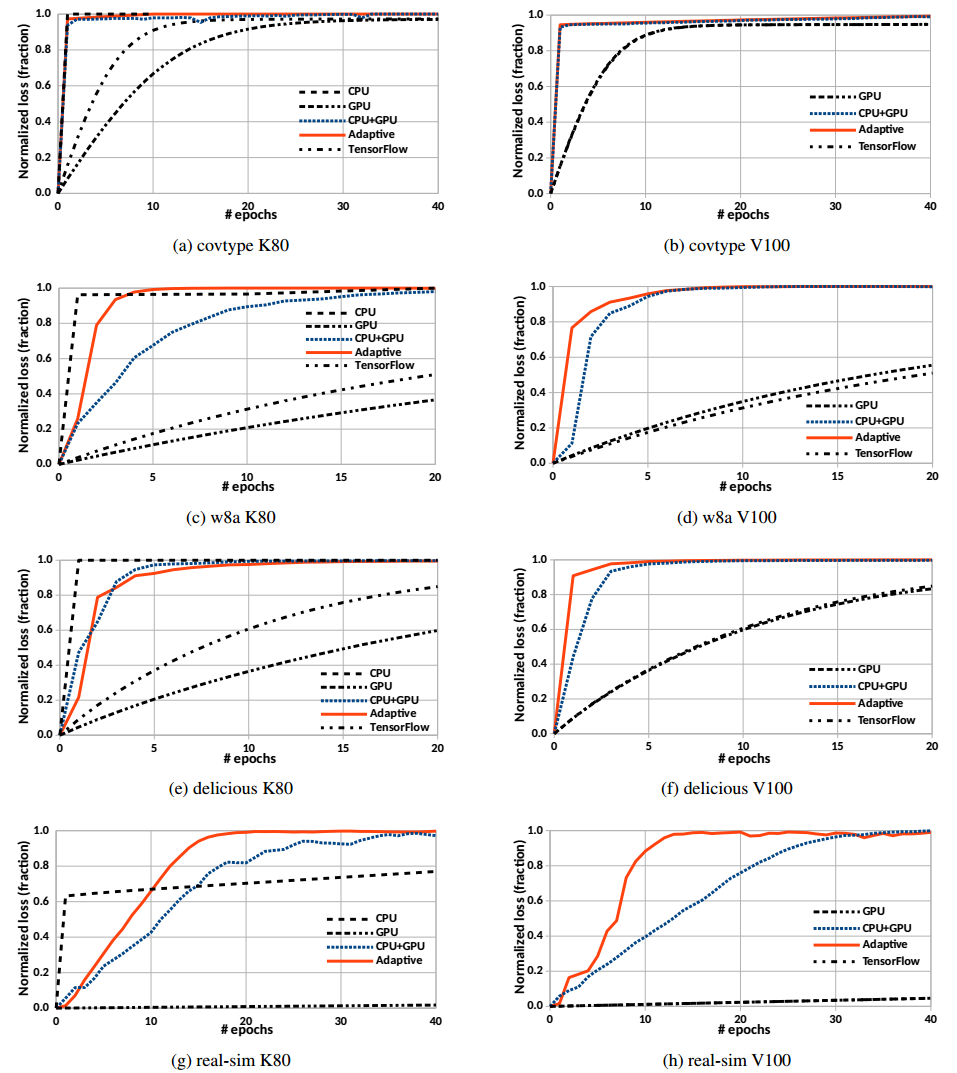 Normalized loss (fraction)
1.0
0.8
0.6
0.4
0.2
0.0
CPU
GPU
CPU+GPU
Adaptive
TensorFlow
0 10 20 30 40
# epochs
(a) covtype K80
Normalized loss (fraction)
1.0
0.8
0.6
0.4
0.2
0.0
GPU
CPU+GPU
Adaptive
TensorFlow
0 10 20 30 40
# epochs
(b) covtype V100
Normalized loss (fraction)
1.0
0.8
0.6
0.4
0.2
0.0
CPU
GPU
CPU+GPU
Adaptive
TensorFlow
0 5 10 15 20
# epochs
(c) w8a K80
Normalized loss (fraction)
1.0
0.8
0.6
0.4
0.2
0.0
GPU
CPU+GPU
Adaptive
TensorFlow
0 5 10 15 20
# epochs
(d) w8a V100
Normalized loss (fraction)
1.0
0.8
0.6
0.4
0.2
0.0
CPU
GPU
CPU+GPU
Adaptive
TensorFlow
0 5 10 15 20
# epochs
(e) delicious K80
Normalized loss (fraction)
1.0
0.8
0.6
0.4
0.2
0.0
GPU
CPU+GPU
Adaptive
TensorFlow
0 5 10 15 20
# epochs
(f) delicious V100
Normalized loss (fraction)
1.0
0.8
0.6
0.4
0.2
0.0
CPU
GPU
CPU+GPU
Adaptive
0 10 20 30 40
# epochs
(g) real-sim K80
Normalized loss (fraction)
1.0
0.8
0.6
0.4
0.2
0.0
GPU
CPU+GPU
Adaptive
TensorFlow
0 10 20 30 40
# epochs
(h) real-sim V100